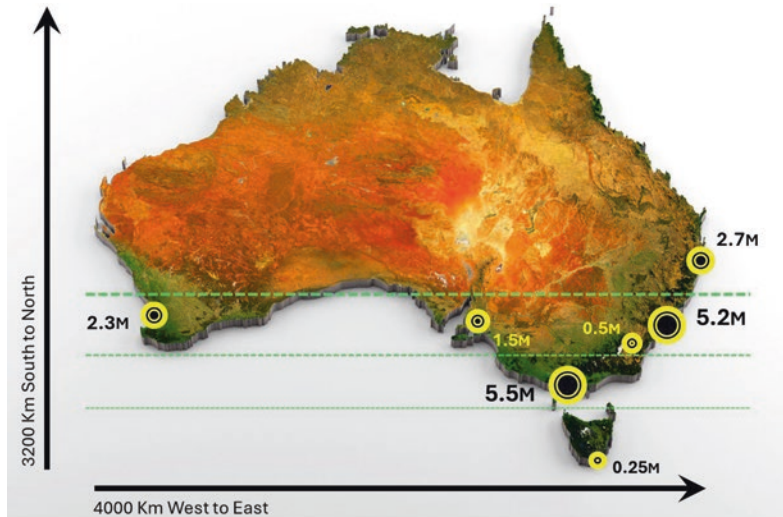 2.7M
2.3M
1.5M
0.5M
5.2M
5.5M
0.25M
3200 Km South to North
4000 Km West to East